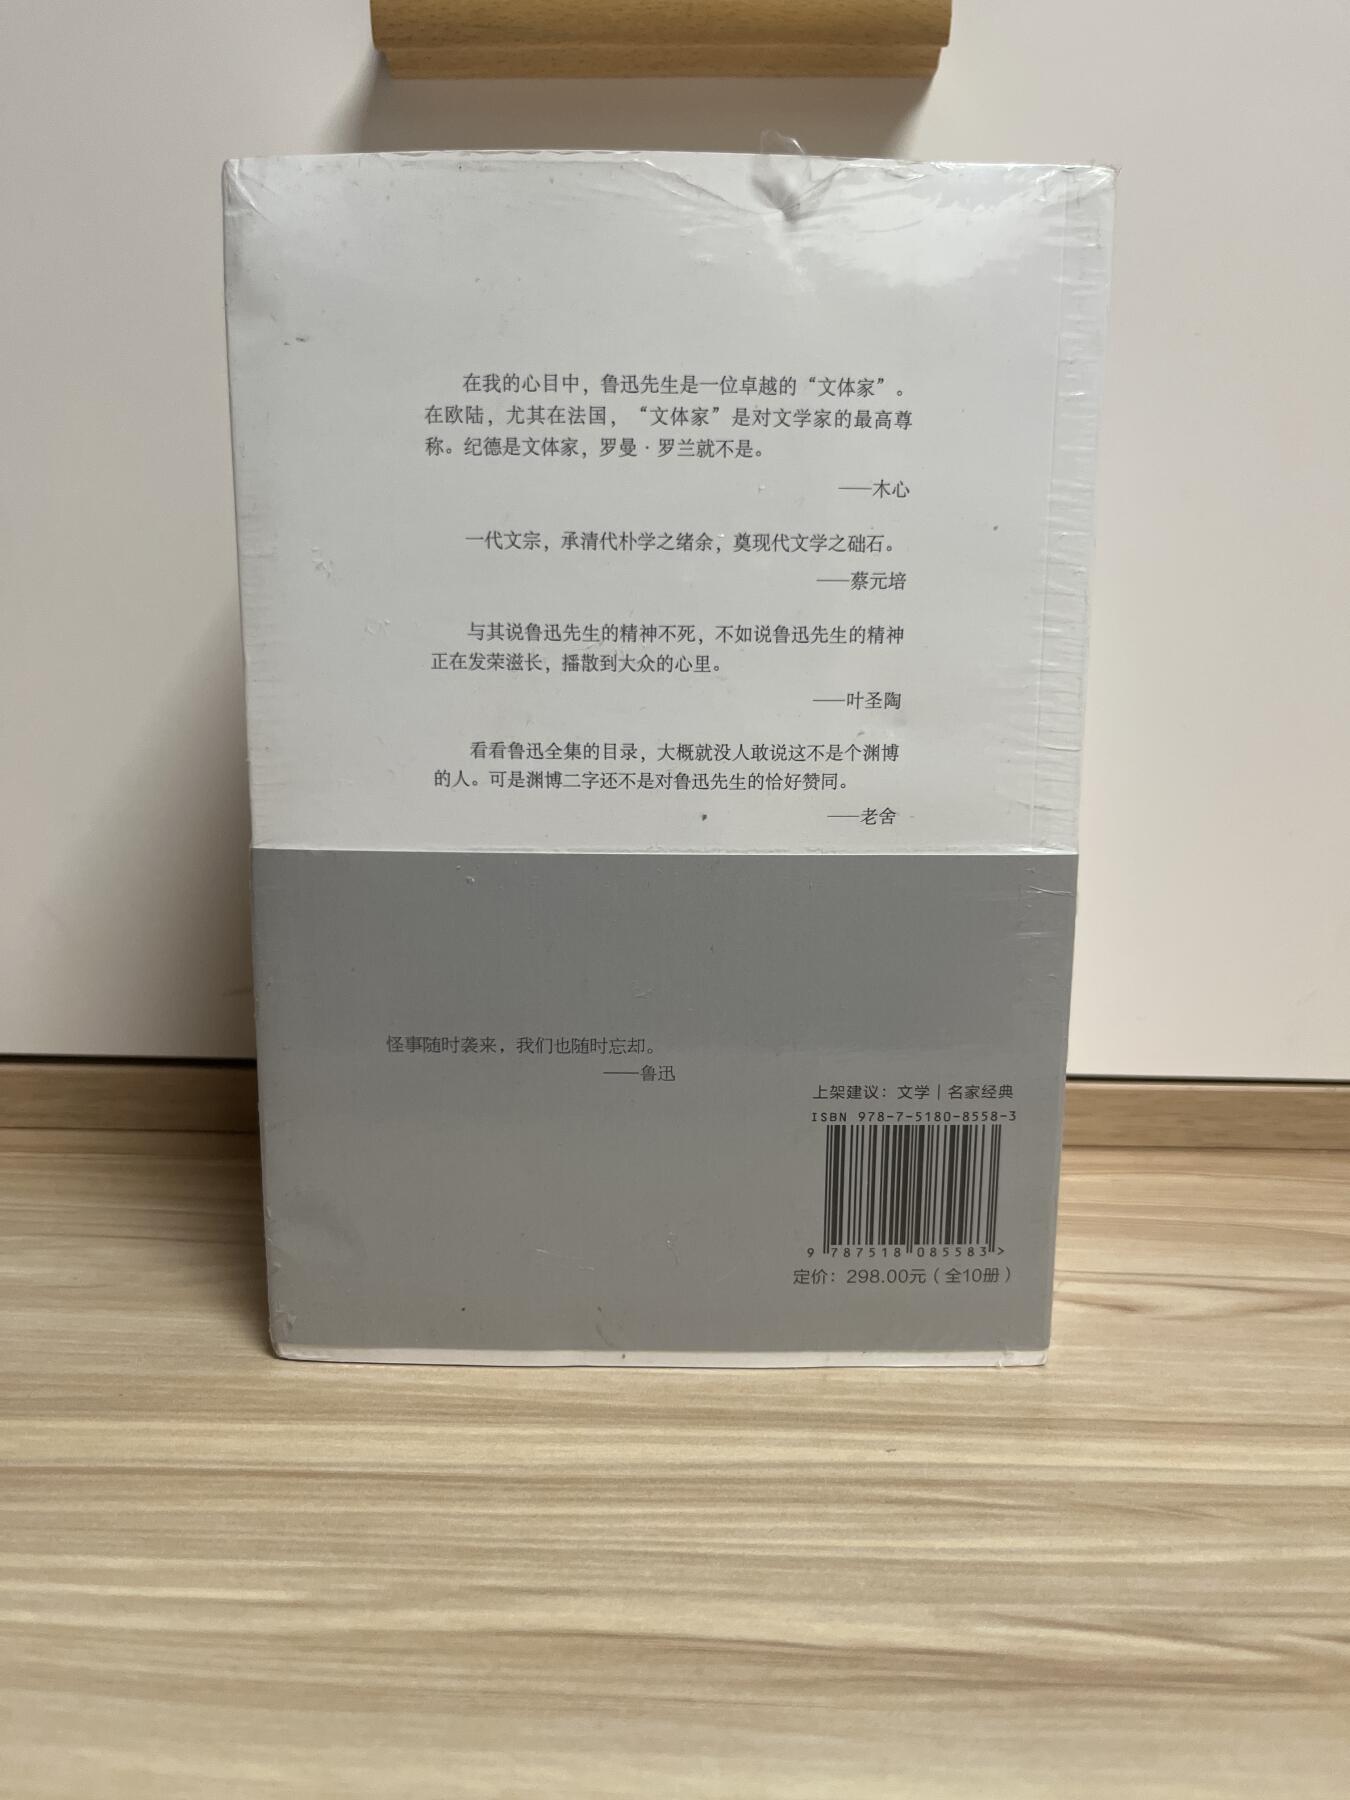 在我的心目中，鲁迅先生是一位卓越的“文体家”。
在欧陆，尤其在法国，“文体家”是对文学家的最高尊
称。纪德是文体家，罗曼·罗兰就不是。
——木心
一代文宗，承清代朴学之绪余，奠现代文学之础石。
——蔡元培
与其说鲁迅先生的精神不死，不如说鲁迅先生的精神
正在发荣滋长，播散到大众的心里。
——叶圣陶
看看鲁迅全集的目录，大概就没人敢说这不是个渊博
的人。可是渊博二字还不是对鲁迅先生的恰好赞同。
——老舍
怪事随时袭来，我们也随时忘却。
——鲁迅
上架建议：文学｜名家经典
ISBN 978-7-5180-8558-3
9 787518 085583 >
定价：298.00元（全10册）